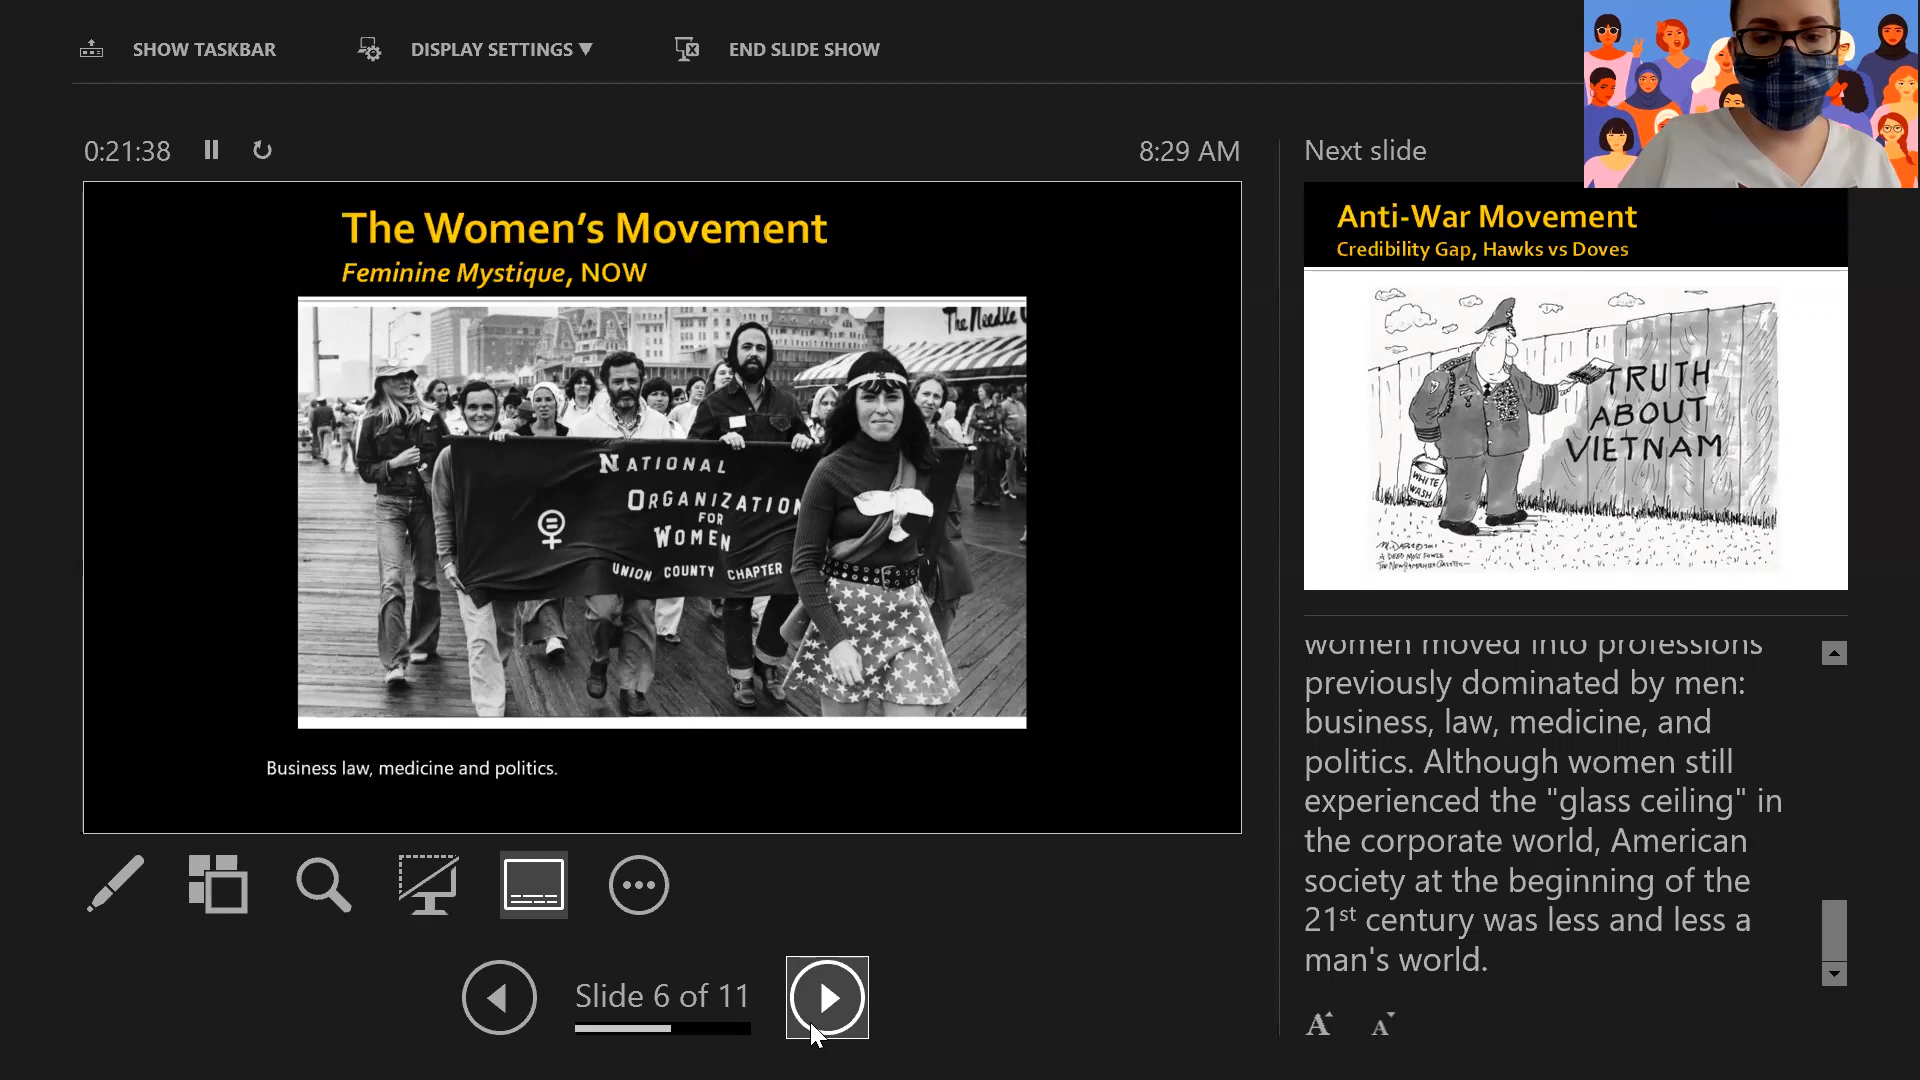 SHOW TASKBAR
DISPLAY SETTINGS ▼
END SLIDE SHOW
0:21:38
8:29 AM
The Women's Movement
Feminine Mystique, NOW
The Needle
NATIONAL
ORGANIZATION
FOR
WOMEN
UNION COUNTY CHAPTER
Business law, medicine and politics.
Slide 6 of 11
Next slide
Anti-War Movement
Credibility Gap, Hawks vs Doves
TRUTH
ABOUT
VIETNAM
WHITE
WASH
women moved into professions
previously dominated by men:
business, law, medicine, and
politics. Although women still
experienced the "glass ceiling" in
the corporate world, American
society at the beginning of the
21st century was less and less a
man's world.
A A